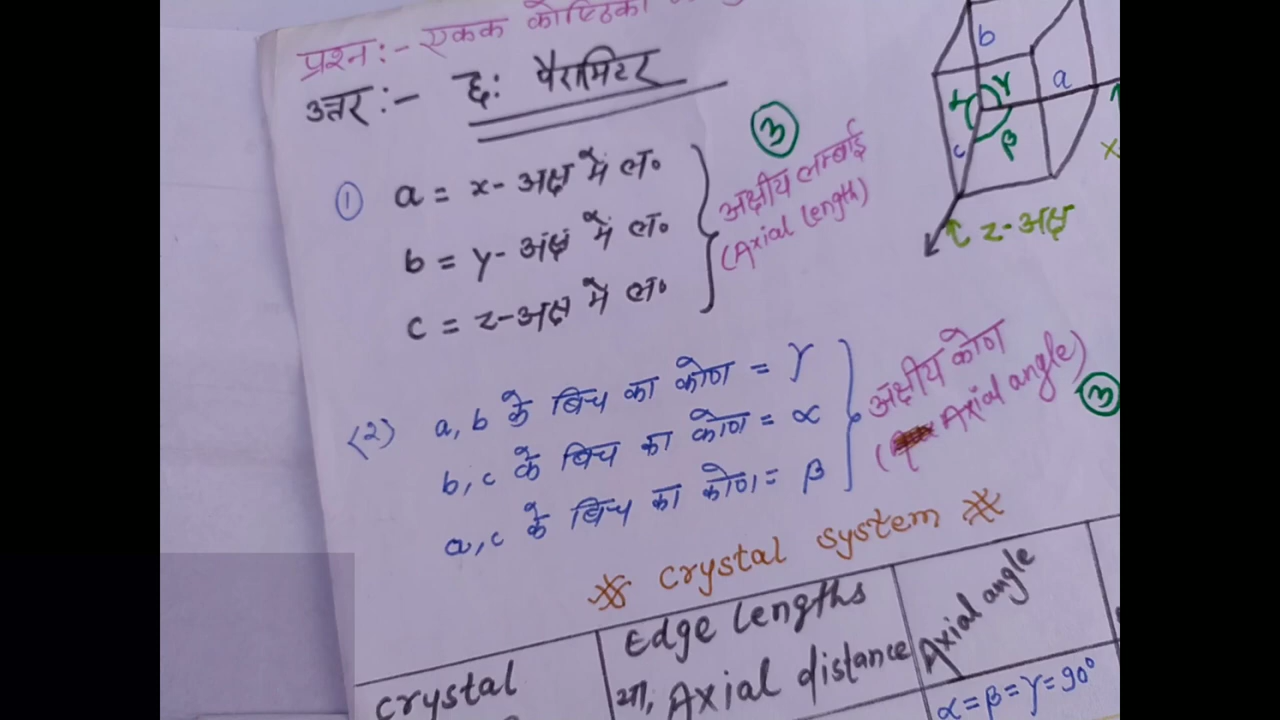 प्रश्न:- एकक कोष्ठिका
उत्तर:- छः पैरामिटर
① a = x- अक्ष में ल०
b = y- अक्ष में ल०
c = z-अक्ष में ल०
③
अक्षीय लम्बाई
(Axial length)
b
a
γ
α
c
β
x
z-अक्ष
(2) a, b के बिच का कोण = γ
b, c के बिच का कोण = α
a, c के बिच का कोण = β
अक्षीय कोण
(Axial angle)
③
* Crystal system *
Crystal
Edge lengths
या, Axial distance
Axial angle
α=β=γ=90°